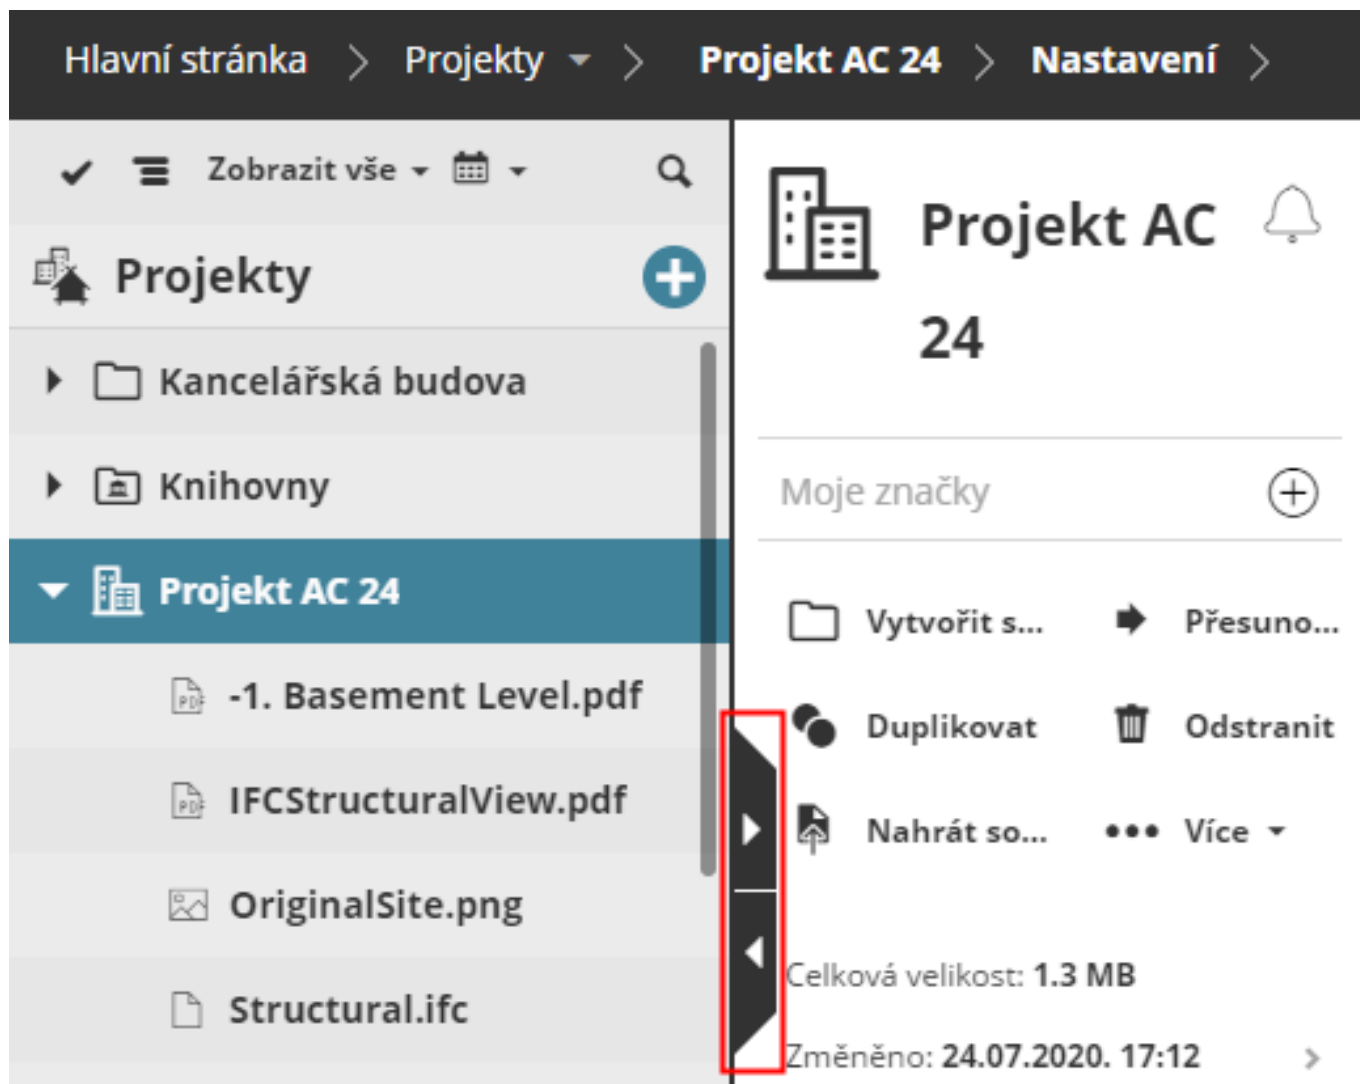 Hlavní stránka > Projekty > Projekt AC 24 > Nastavení >
Zobrazit vše
Projekty
Kancelářská budova
Knihovny
Projekt AC 24
-1. Basement Level.pdf
IFCStructuralView.pdf
OriginalSite.png
Structural.ifc
Projekt AC
24
Moje značky
Vytvořit s... Přesuno...
Duplikovat Odstranit
Nahrát so... ••• Více
Celková velikost: 1.3 MB
Změněno: 24.07.2020. 17:12 >